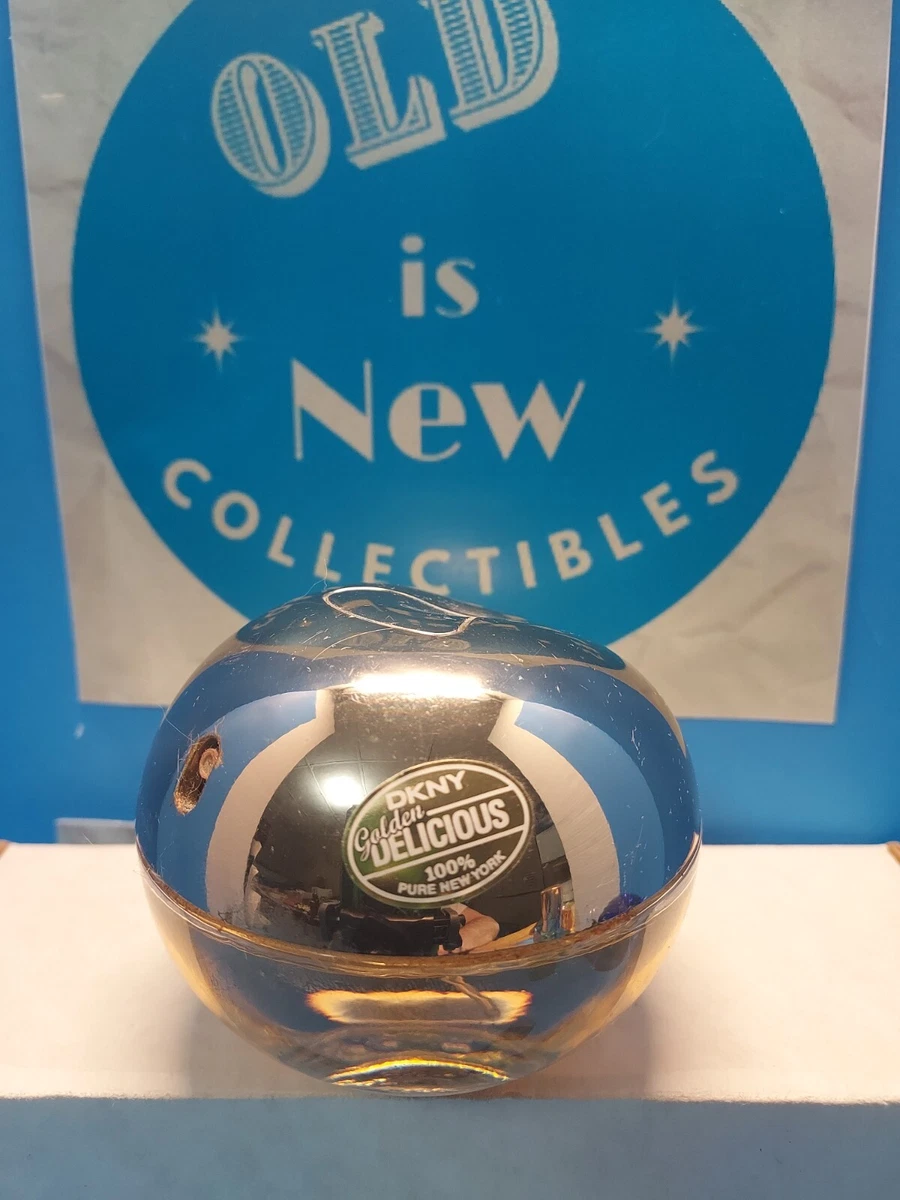 OLD
is
New
COLLECTIBLES
DKNY
Golden
DELICIOUS
100%
PURE NEW YORK